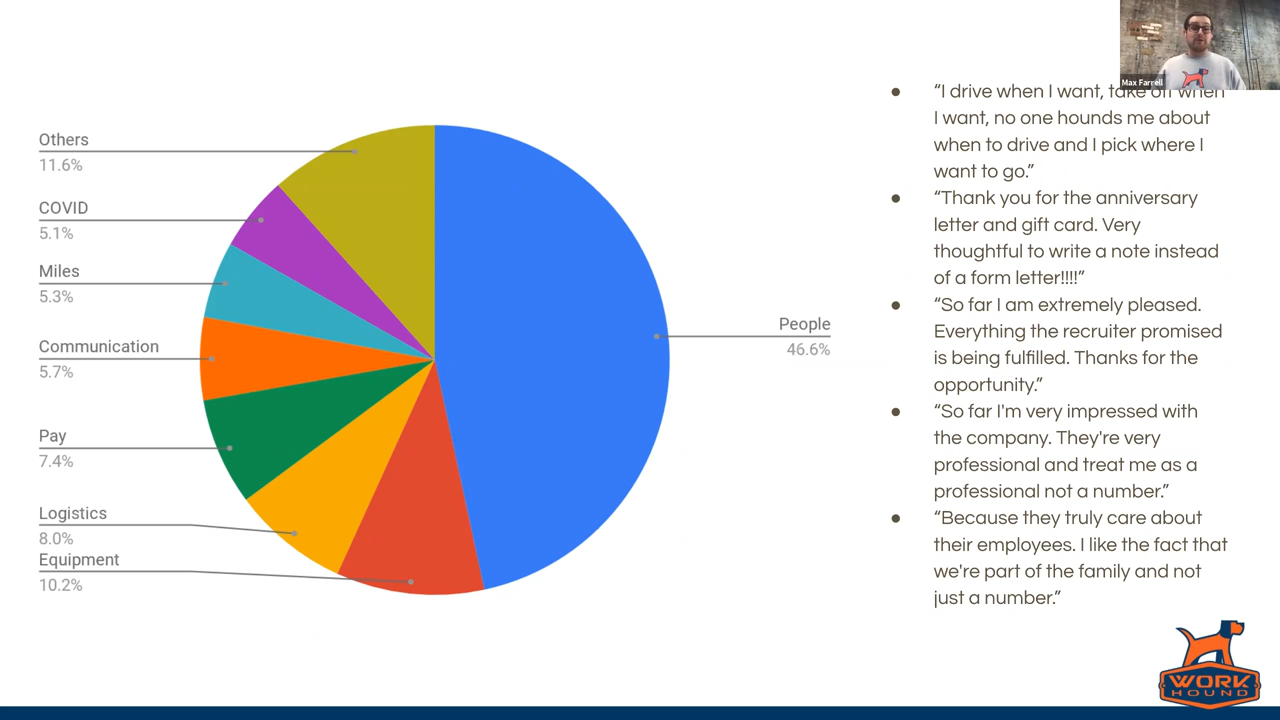 Max Farrell
Others
11.6%
COVID
5.1%
Miles
5.3%
Communication
5.7%
Pay
7.4%
Logistics
8.0%
Equipment
10.2%
People
46.6%
● “I drive when I want, take off when
I want, no one hounds me about
when to drive and I pick where I
want to go.”
● “Thank you for the anniversary
letter and gift card. Very
thoughtful to write a note instead
of a form letter!!!!”
● “So far I am extremely pleased.
Everything the recruiter promised
is being fulfilled. Thanks for the
opportunity.”
● “So far I'm very impressed with
the company. They're very
professional and treat me as a
professional not a number.”
● “Because they truly care about
their employees. I like the fact that
we're part of the family and not
just a number.”
WORK
HOUND